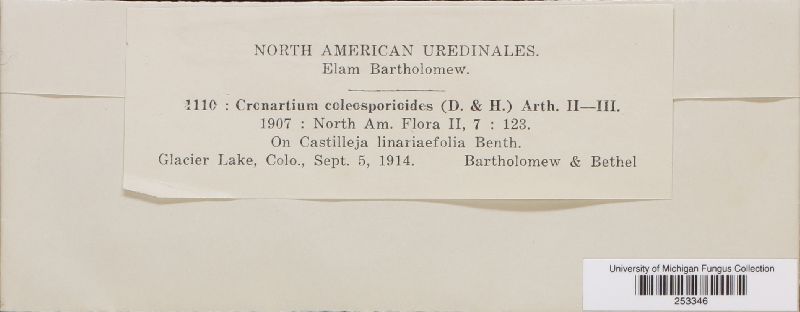 NORTH AMERICAN UREDINALES.
Elam Bartholomew.
1110 : Cronartium coleosporioides (D. & H.) Arth. II—III.
1907 : North Am. Flora II, 7 : 123.
On Castilleja linariaefolia Benth.
Glacier Lake, Colo., Sept. 5, 1914. Bartholomew & Bethel
University of Michigan Fungus Collection
253346